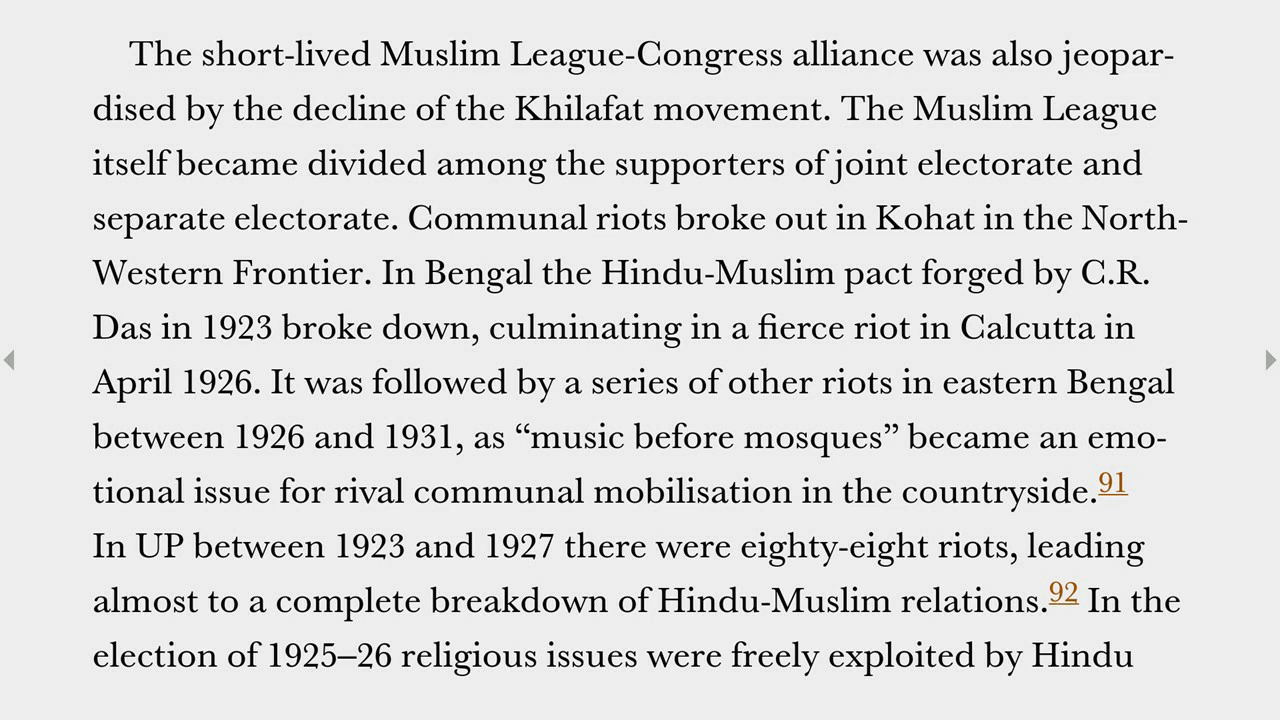 The short-lived Muslim League-Congress alliance was also jeopar-
dised by the decline of the Khilafat movement. The Muslim League
itself became divided among the supporters of joint electorate and
separate electorate. Communal riots broke out in Kohat in the North-
Western Frontier. In Bengal the Hindu-Muslim pact forged by C.R.
Das in 1923 broke down, culminating in a fierce riot in Calcutta in
April 1926. It was followed by a series of other riots in eastern Bengal
between 1926 and 1931, as “music before mosques” became an emo-
tional issue for rival communal mobilisation in the countryside.91
In UP between 1923 and 1927 there were eighty-eight riots, leading
almost to a complete breakdown of Hindu-Muslim relations.92 In the
election of 1925–26 religious issues were freely exploited by Hindu